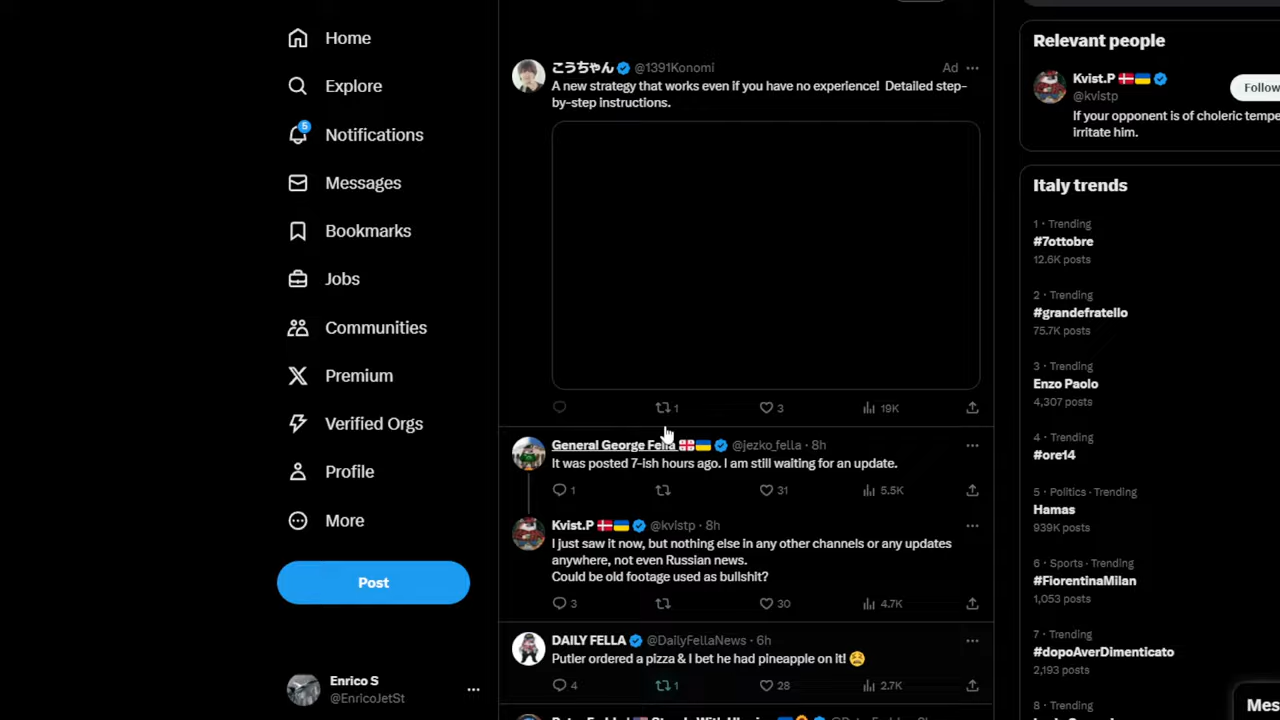 Home
Explore
5
Notifications
Messages
Bookmarks
Jobs
Communities
Premium
Verified Orgs
Profile
More
Post
Enrico S
@EnricoJetSt
こうちゃん @1391Konomi Ad
A new strategy that works even if you have no experience! Detailed step-
by-step instructions.
1 3 19K
General George Fella @jezko_fella · 8h
It was posted 7-ish hours ago. I am still waiting for an update.
1 31 5.5K
Kvist.P @kvistp · 8h
I just saw it now, but nothing else in any other channels or any updates
anywhere, not even Russian news.
Could be old footage used as bullshit?
3 30 4.7K
DAILY FELLA @DailyFellaNews · 6h
Putler ordered a pizza & I bet he had pineapple on it!
4 1 28 2.7K
Relevant people
Kvist.P
@kvistp
Follow
If your opponent is of choleric tempe
irritate him.
Italy trends
1 · Trending
#7ottobre
12.6K posts
2 · Trending
#grandefratello
75.7K posts
3 · Trending
Enzo Paolo
4,307 posts
4 · Trending
#ore14
5 · Politics · Trending
Hamas
939K posts
6 · Sports · Trending
#FiorentinaMilan
1,053 posts
7 · Trending
#dopoAverDimenticato
2,193 posts
8 · Trending
Mes